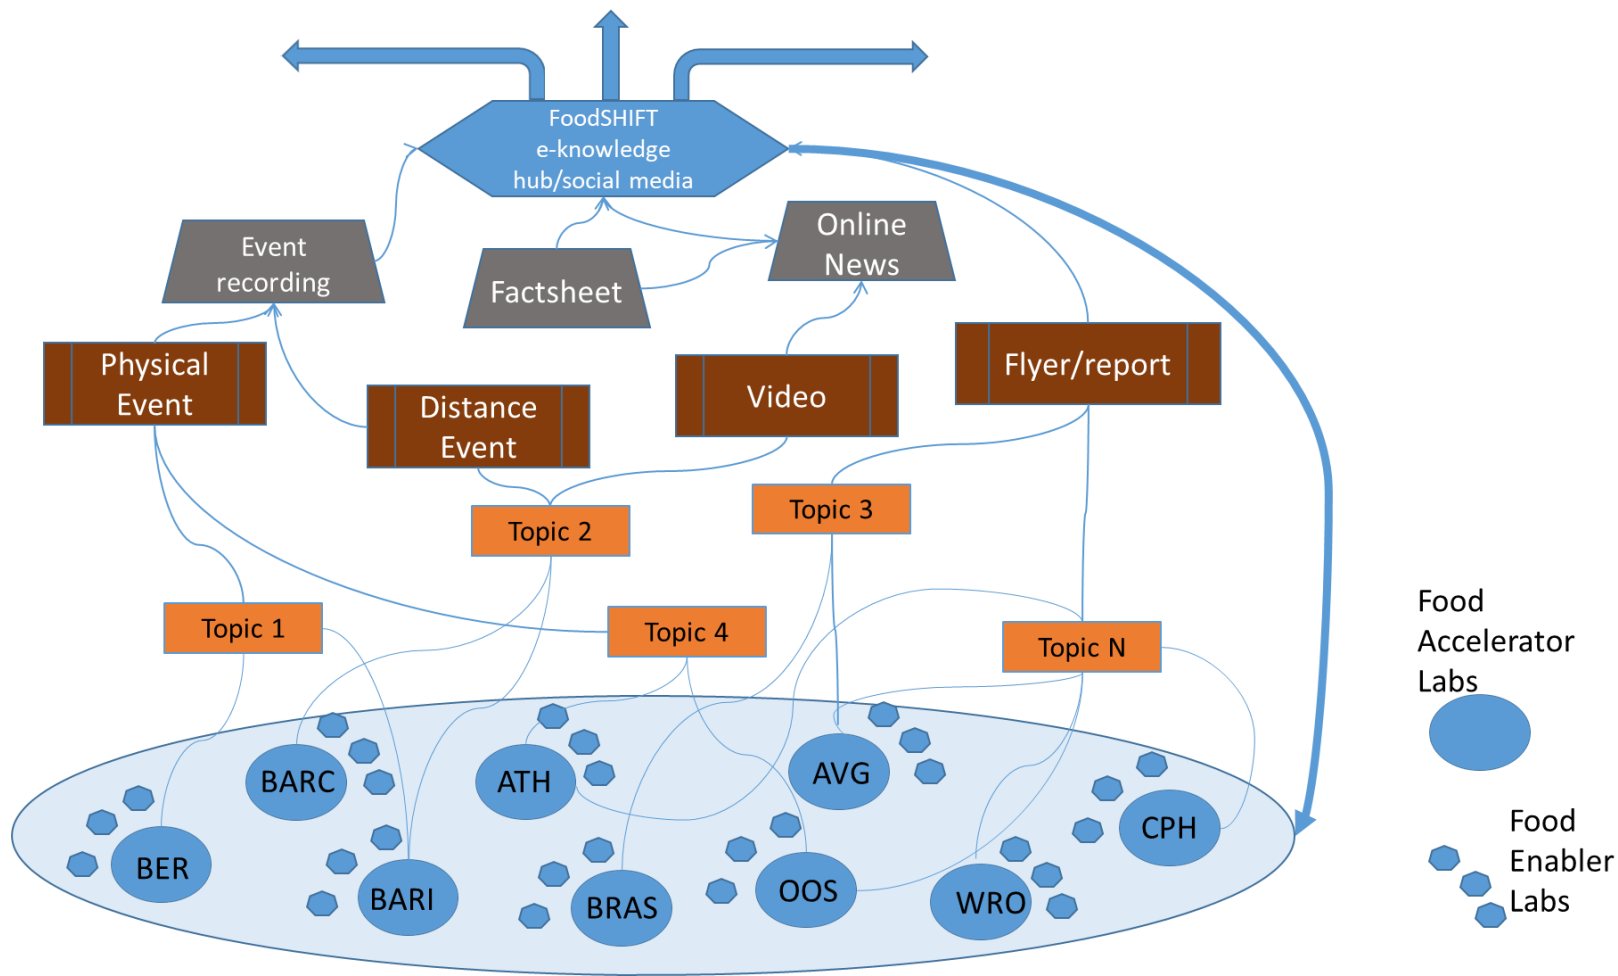 FoodSHIFT
e-knowledge
hub/social media
Event
recording
Factsheet
Online
News
Physical
Event
Distance
Event
Video
Flyer/report
Topic 1
Topic 2
Topic 3
Topic 4
Topic N
BER
BARC
BARI
ATH
BRAS
AVG
OOS
WRO
CPH
Food
Accelerator
Labs
Food
Enabler
Labs